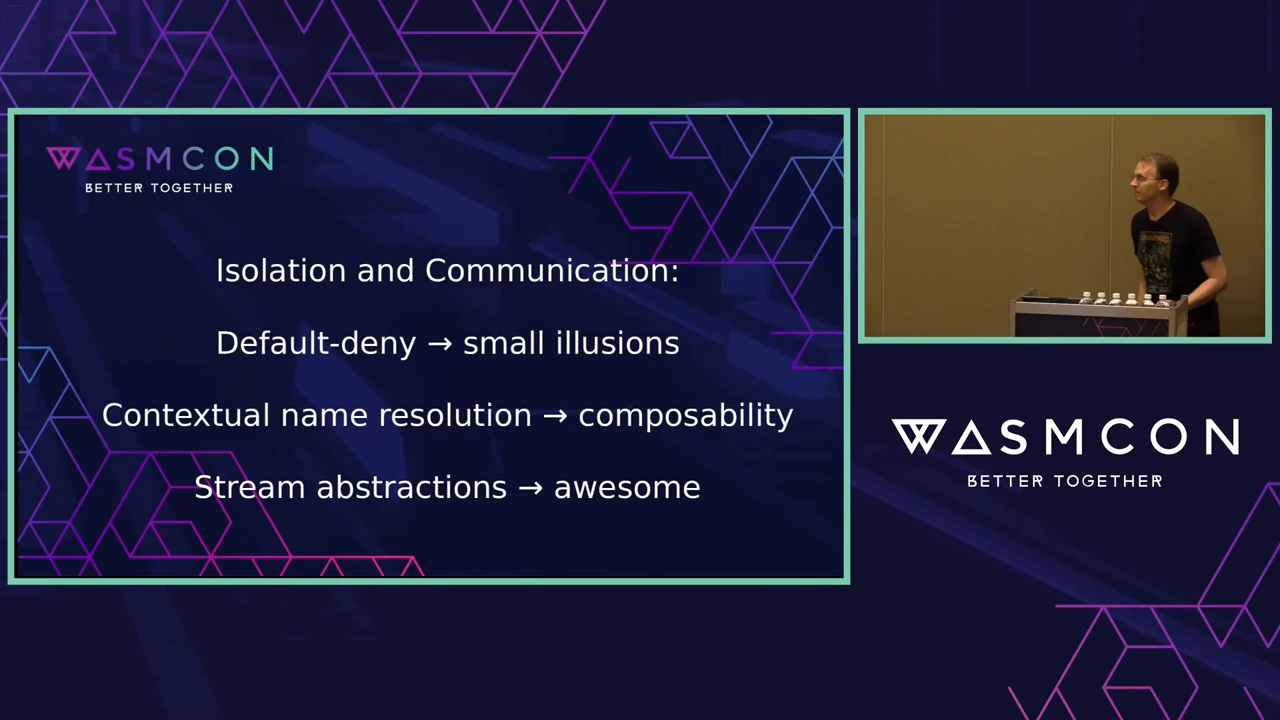 WASMCON
BETTER TOGETHER
Isolation and Communication:
Default-deny → small illusions
Contextual name resolution → composability
Stream abstractions → awesome
WASMCON
BETTER TOGETHER